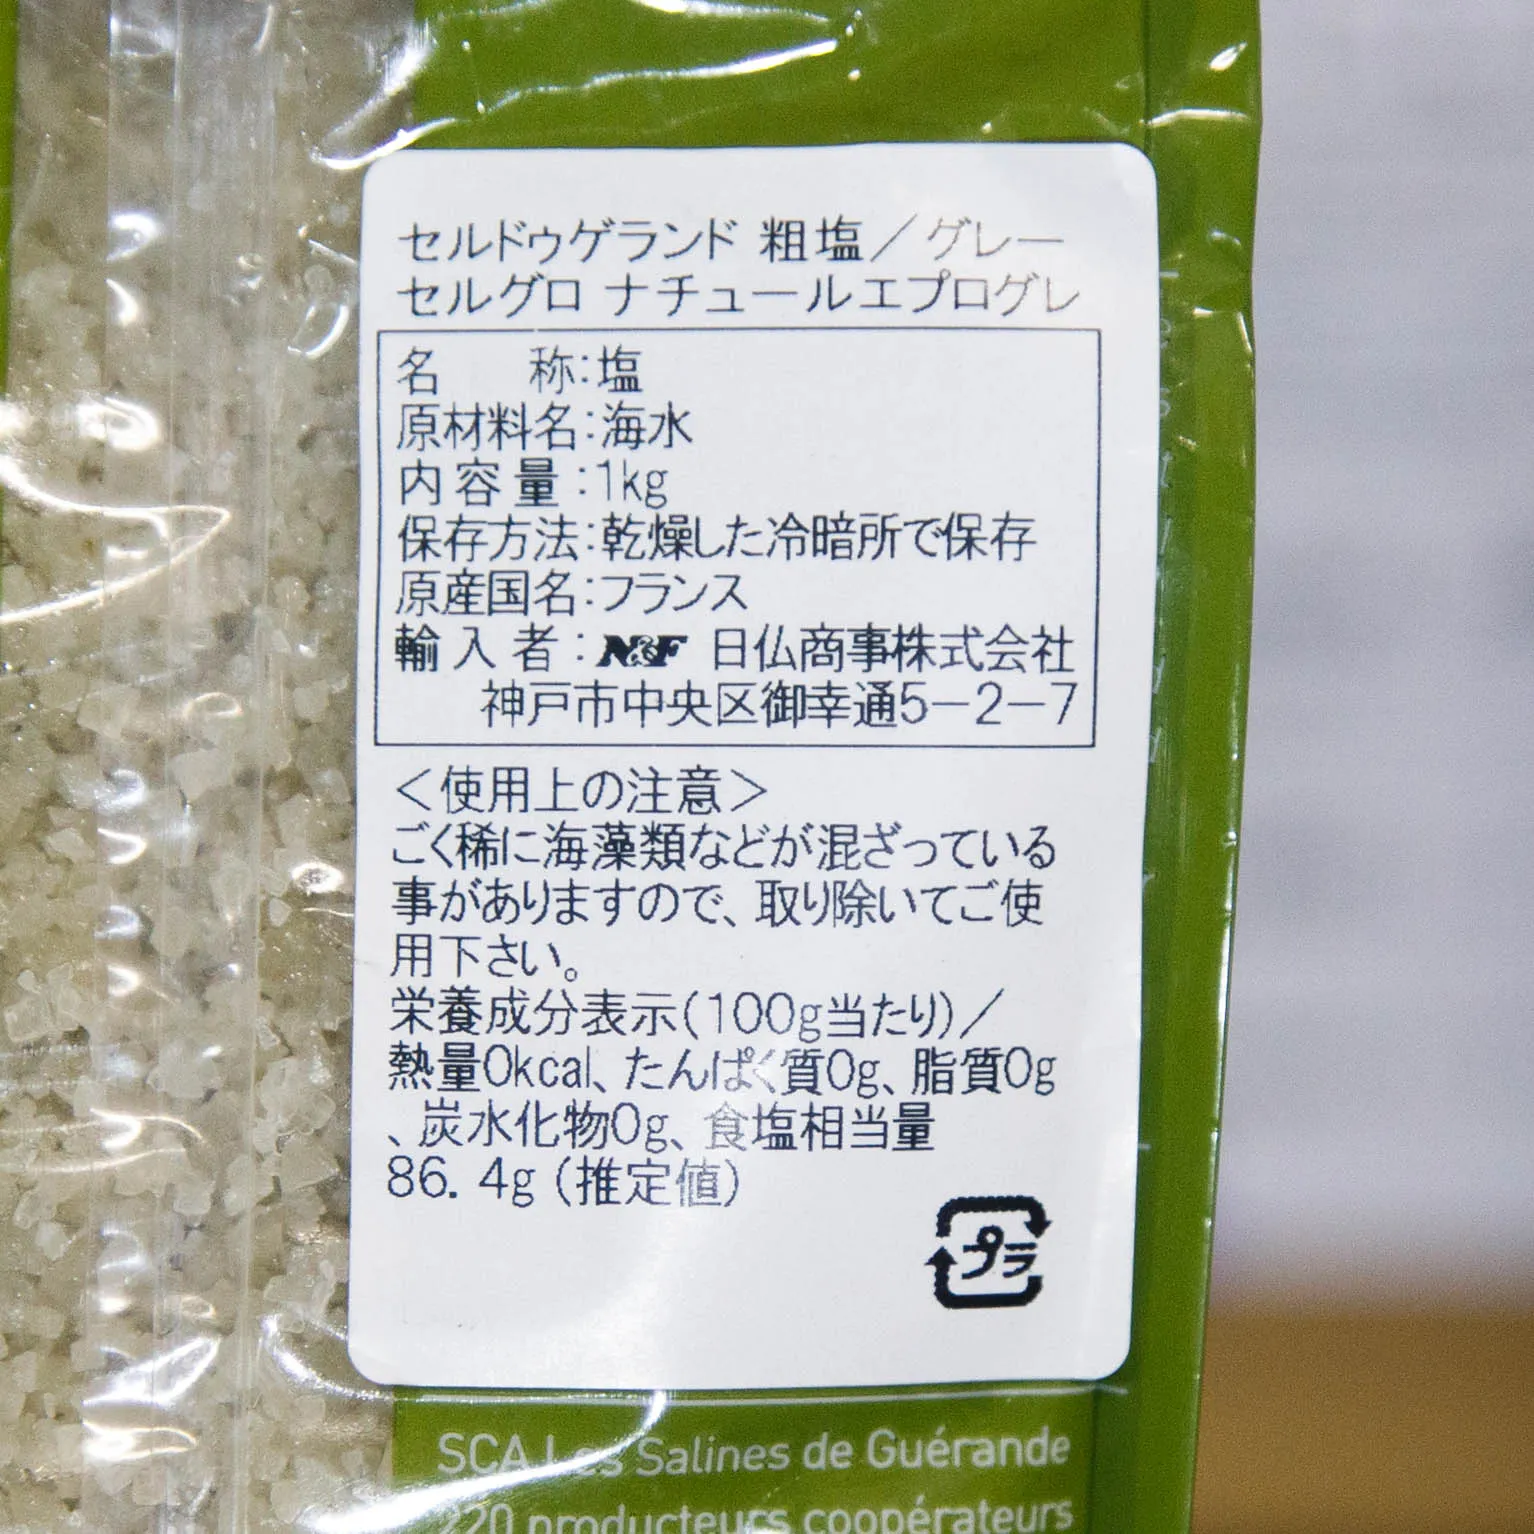 セルドゥゲランド 粗塩／グレー
セルグロ ナチュールエプログレ
名　　称:塩
原材料名:海水
内容量:1kg
保存方法:乾燥した冷暗所で保存
原産国名:フランス
輸入者:N&F 日仏商事株式会社
神戸市中央区御幸通5-2-7
＜使用上の注意＞
ごく稀に海藻類などが混ざっている
事がありますので、取り除いてご使
用下さい。
栄養成分表示(100g当たり)／
熱量0kcal、たんぱく質0g、脂質0g
、炭水化物0g、食塩相当量
86.4g(推定値)
プラ
SCA Les Salines de Guérande
220 producteurs coopérateurs